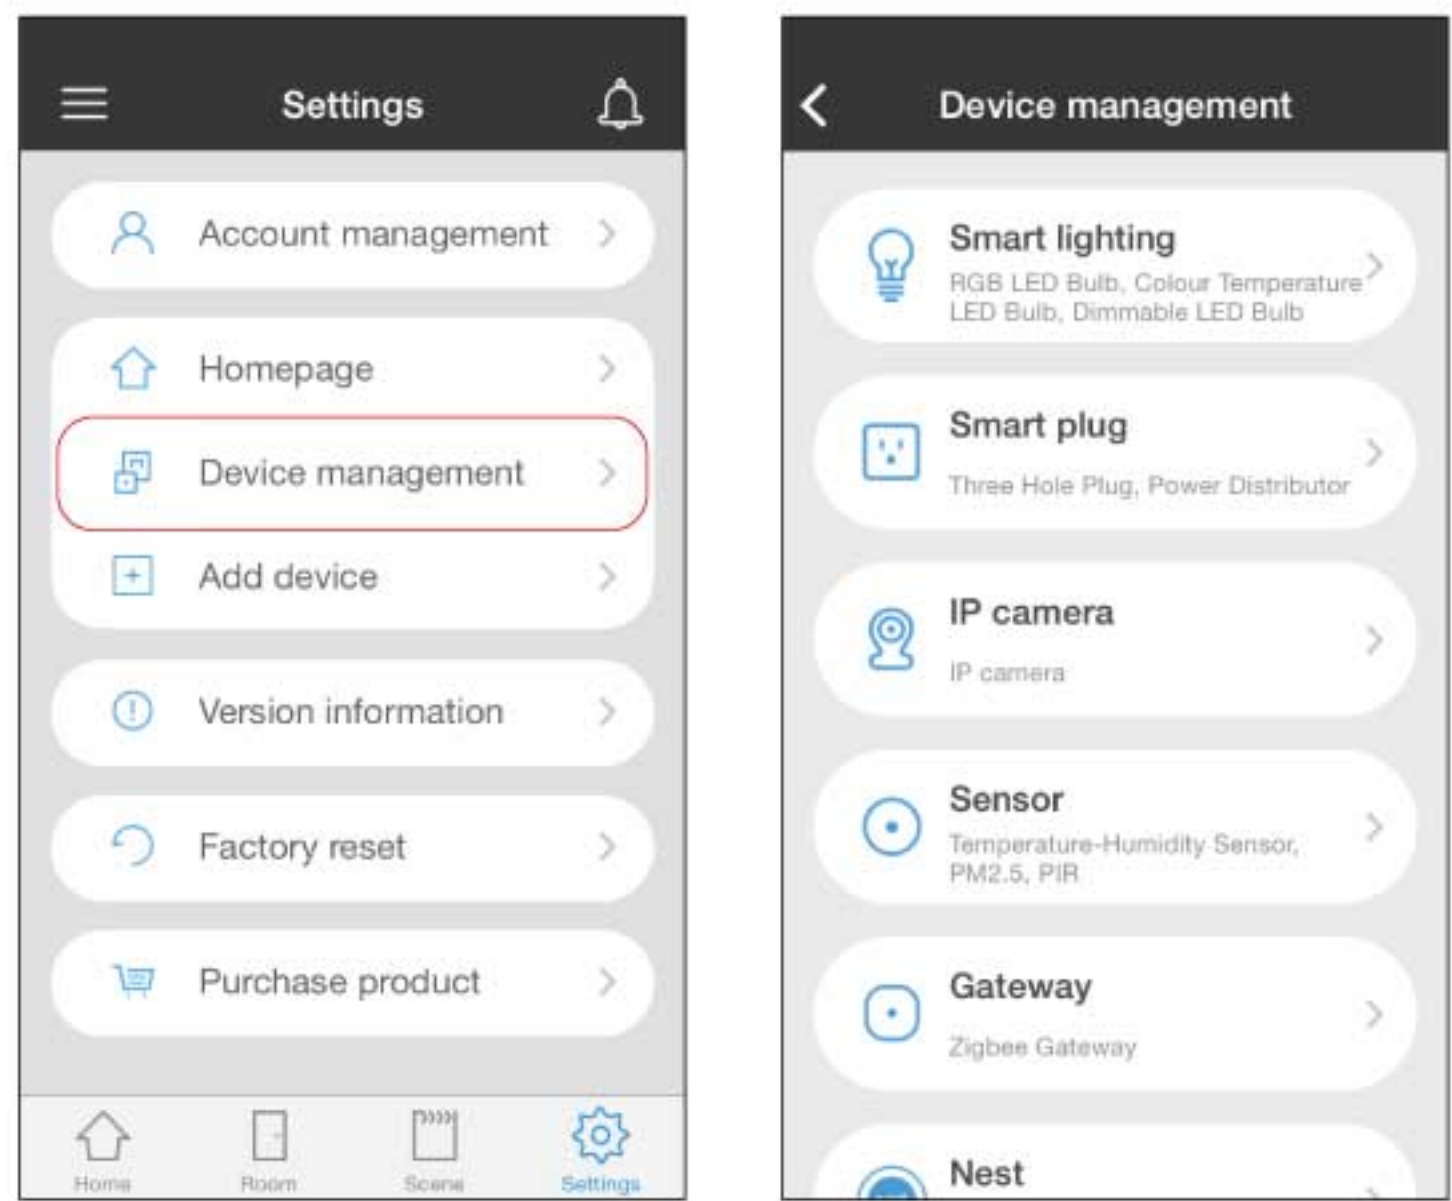 Settings
Account management
Homepage
Device management
Add device
Version information
Factory reset
Purchase product
Home
Room
Scene
Settings
Device management
Smart lighting
RGB LED Bulb, Colour Temperature
LED Bulb, Dimmable LED Bulb
Smart plug
Three Hole Plug, Power Distributor
IP camera
IP camera
Sensor
Temperature-Humidity Sensor,
PM2.5, PIR
Gateway
Zigbee Gateway
Nest